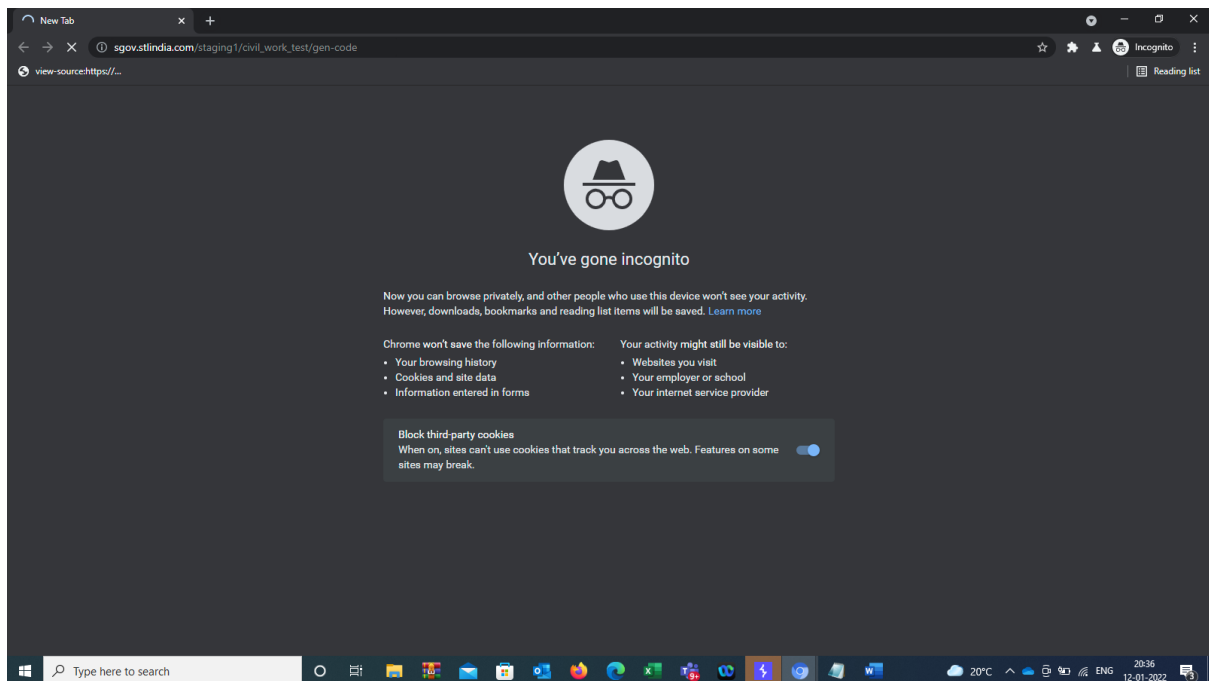 New Tab
sgov.stlindia.com/staging1/civil_work_test/gen-code
Incognito
view-source:https://...
Reading list
You've gone incognito
Now you can browse privately, and other people who use this device won't see your activity.
However, downloads, bookmarks and reading list items will be saved. Learn more
Chrome won't save the following information:
• Your browsing history
• Cookies and site data
• Information entered in forms
Your activity might still be visible to:
• Websites you visit
• Your employer or school
• Your internet service provider
Block third-party cookies
When on, sites can't use cookies that track you across the web. Features on some
sites may break.
Type here to search
9+
20°C
ENG
20:36
12-01-2022
3